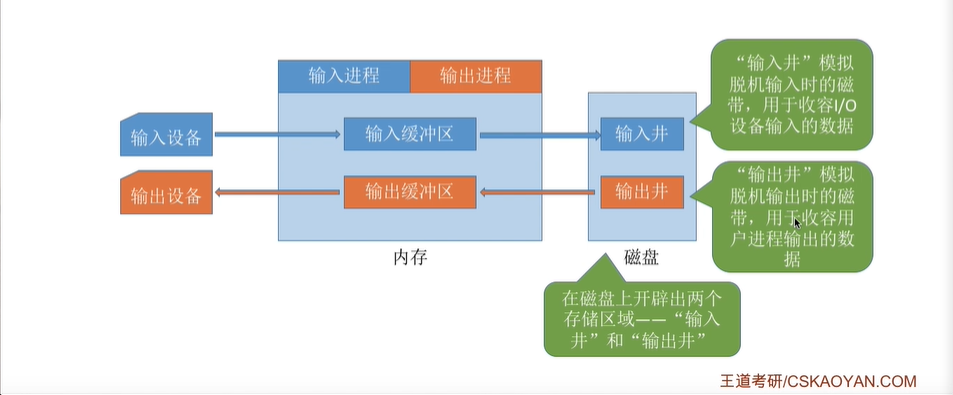 输入进程
输出进程
输入设备
输入缓冲区
输入井
输出设备
输出缓冲区
输出井
内存
磁盘
“输入井”模拟
脱机输入时的磁
带，用于收容I/O
设备输入的数据
“输出井”模拟
脱机输出时的磁
带，用于收容用
户进程输出的数
据
在磁盘上开辟出两个
存储区域——“输入
井”和“输出井”
王道考研/CSKAOYAN.COM